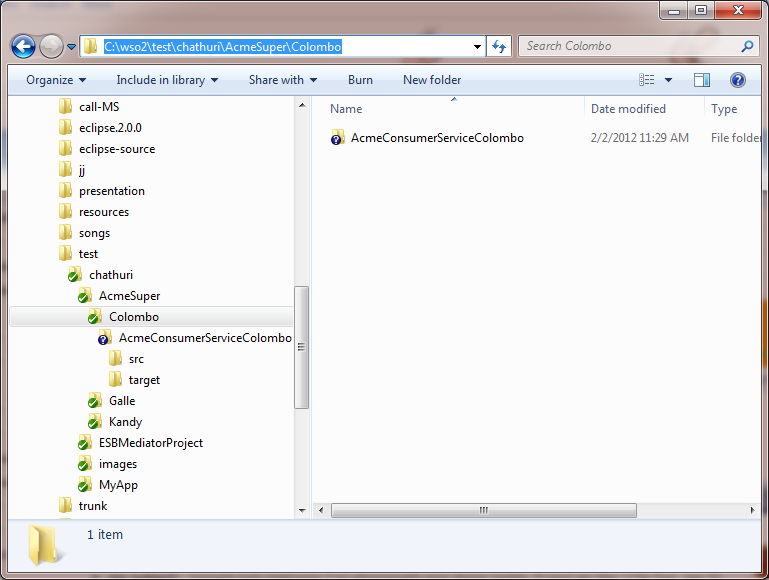 C:\wso2\test\chathuri\AcmeSuper\Colombo
Search Colombo
Organize
Include in library
Share with
Burn
New folder
call-MS
eclipse.2.0.0
eclipse-source
jj
presentation
resources
songs
test
chathuri
AcmeSuper
Colombo
AcmeConsumerServiceColombo
src
target
Galle
Kandy
ESBMediatorProject
images
MyApp
trunk
Name Date modified Type
AcmeConsumerServiceColombo 2/2/2012 11:29 AM File folder
1 item